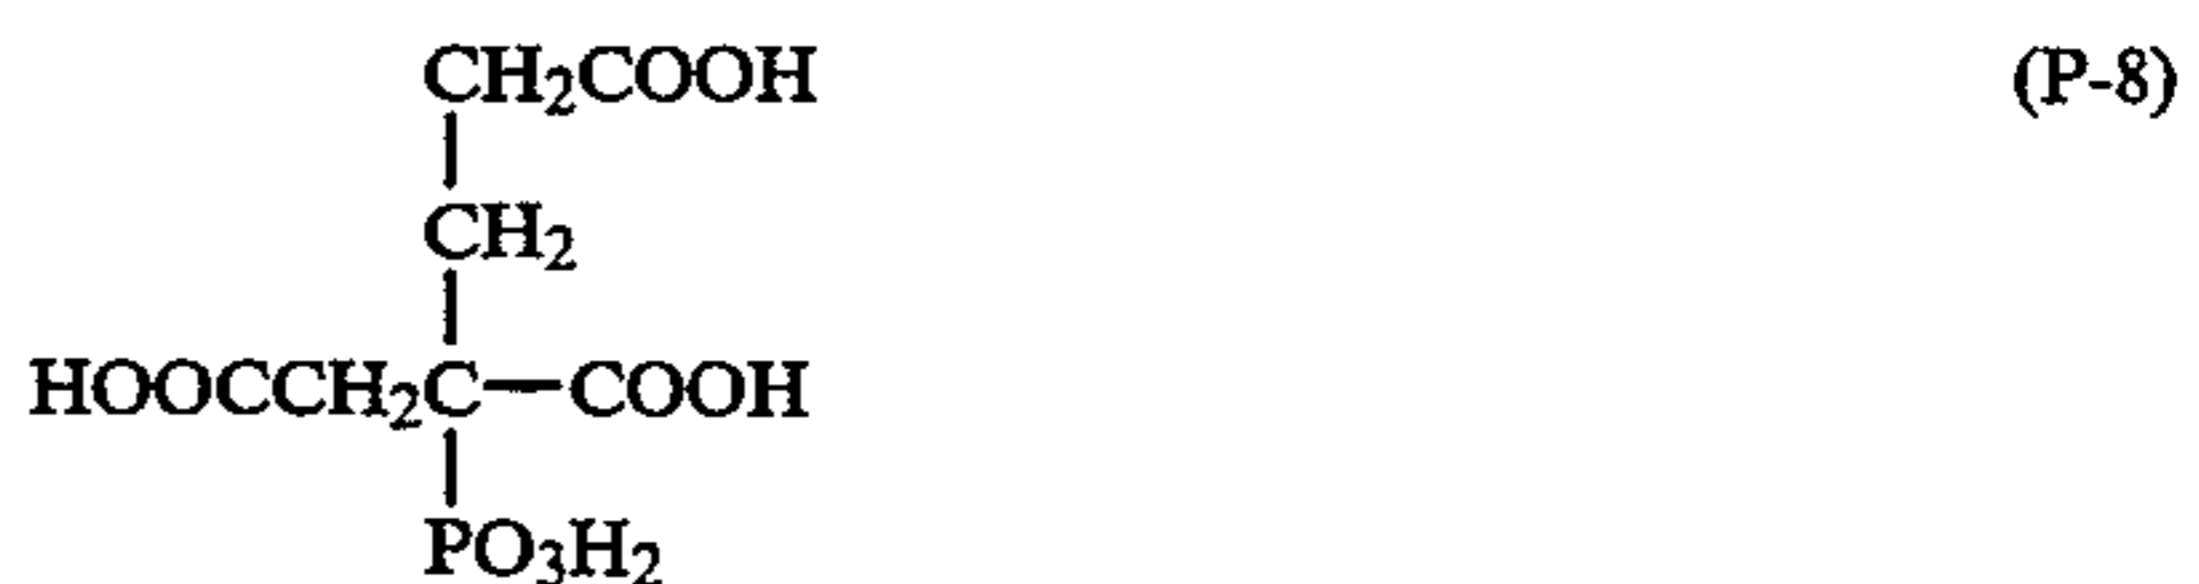 CH₂COOH (P-8)
CH₂
HOOCCH₂C—COOH
PO₃H₂